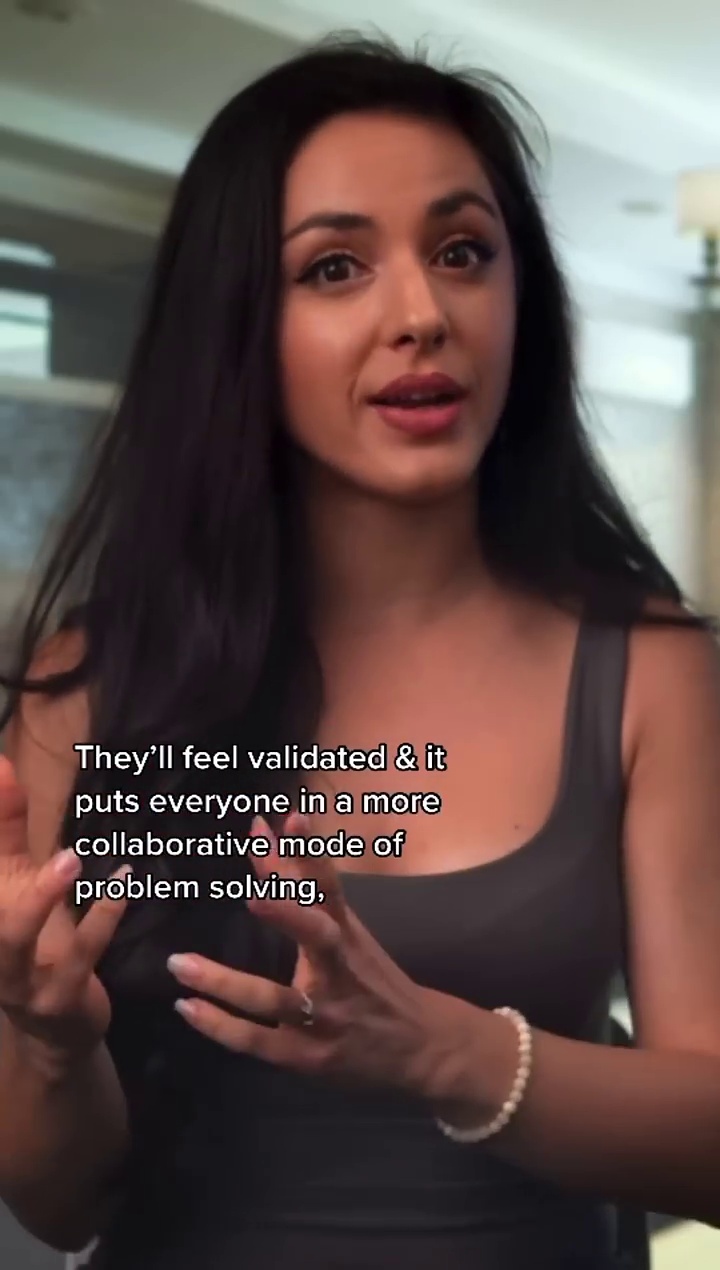 They’ll feel validated & it
puts everyone in a more
collaborative mode of
problem solving,